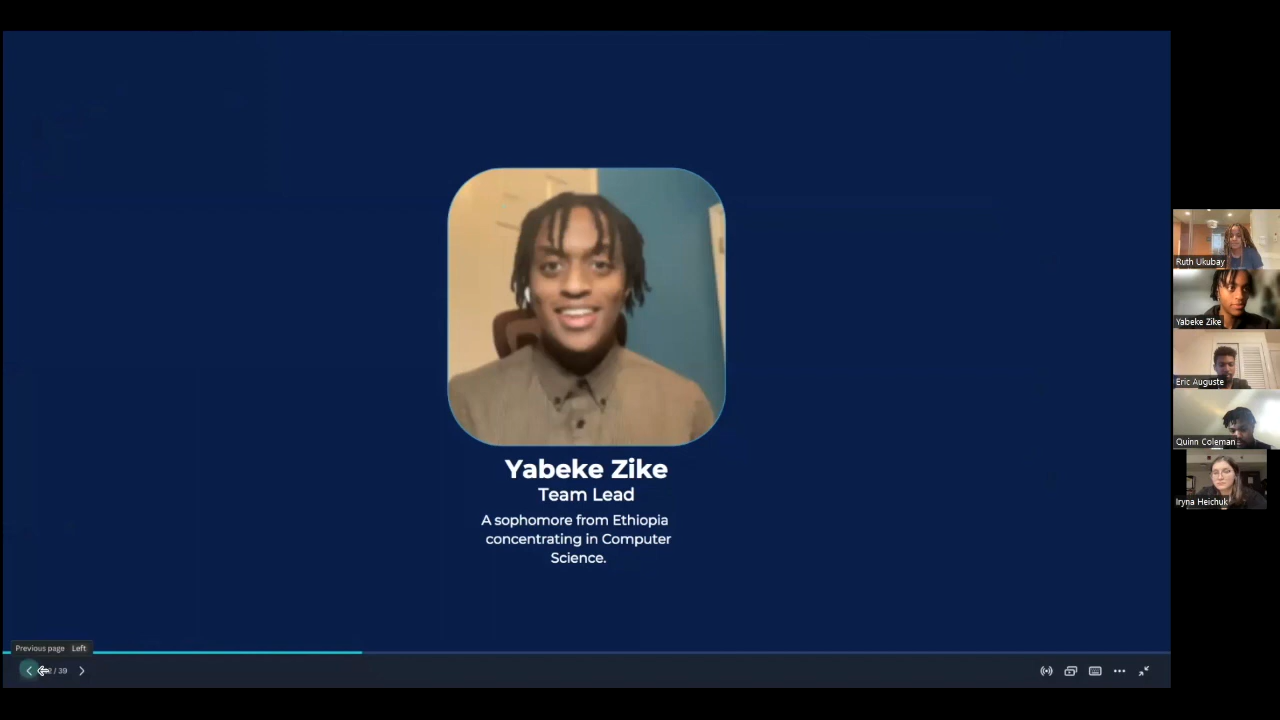 Yabeke Zike
Team Lead
A sophomore from Ethiopia
concentrating in Computer
Science.
Previous page Left
/ 39
Ruth Ukubay
Yabeke Zike
Eric Auguste
Quinn Coleman
Iryna Heichuk